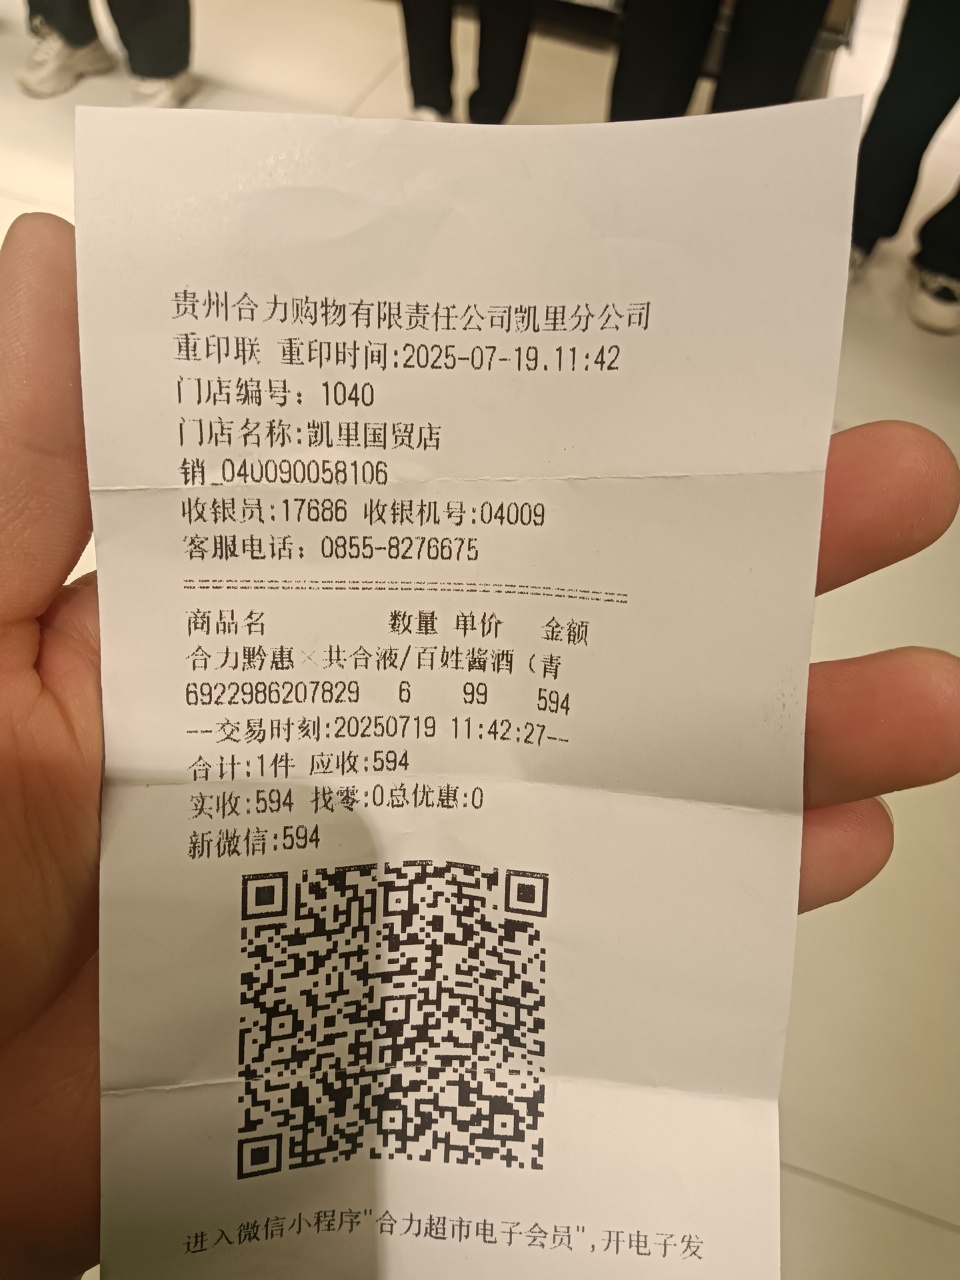 贵州合力购物有限责任公司凯里分公司
重印联 重印时间:2025-07-19.11:42
门店编号：1040
门店名称:凯里国贸店
销_040090058106
收银员:17686 收银机号:04009
客服电话：0855-8276675
商品名 数量 单价 金额
合力黔惠×共合液/百姓酱酒（青
6922986207829 6 99 594
--交易时刻:20250719 11:42:27--
合计:1件 应收:594
实收:594 找零:0总优惠:0
新微信:594
进入微信小程序"合力超市电子会员",开电子发